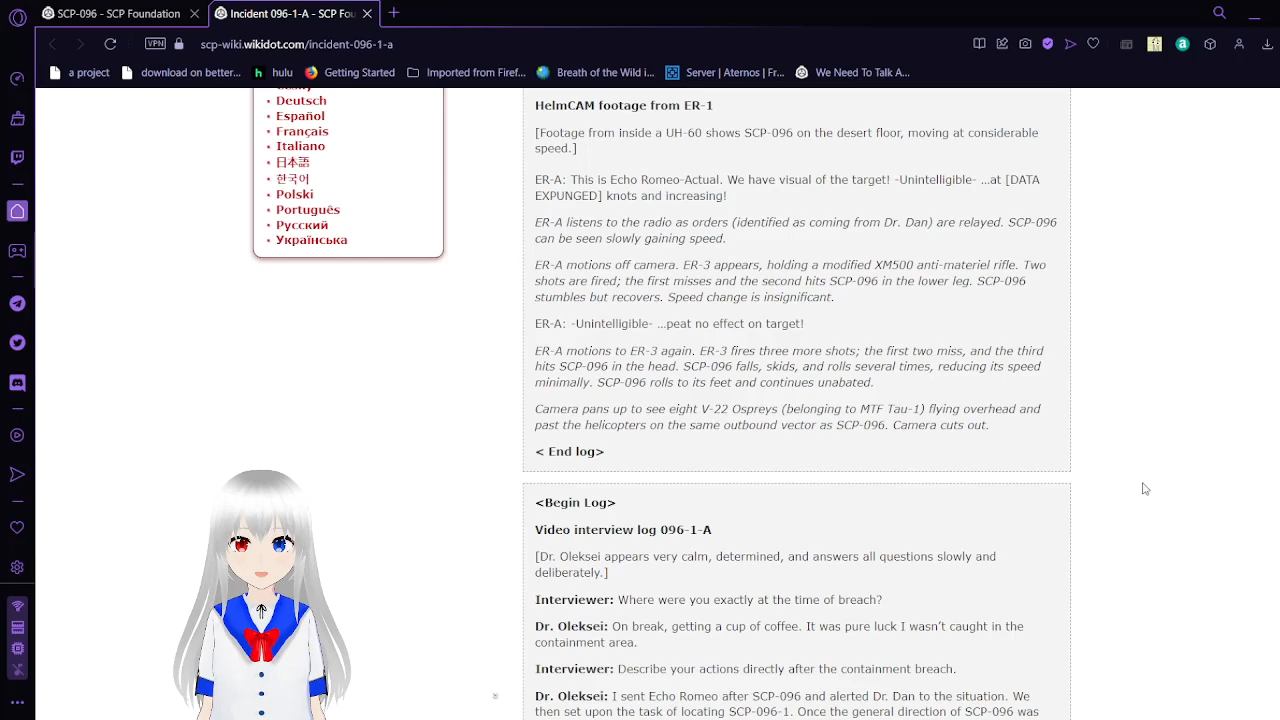 SCP-096 - SCP Foundation
Incident 096-1-A - SCP Fou
VPN
scp-wiki.wikidot.com/incident-096-1-a
a project
download on better...
hulu
Getting Started
Imported from Firef...
Breath of the Wild i...
Server | Aternos | Fr...
We Need To Talk A...
Deutsch
Español
Français
Italiano
日本語
한국어
Polski
Português
Русский
Українська
HelmCAM footage from ER-1
[Footage from inside a UH-60 shows SCP-096 on the desert floor, moving at considerable
speed.]
ER-A: This is Echo Romeo-Actual. We have visual of the target! -Unintelligible- …at [DATA
EXPUNGED] knots and increasing!
ER-A listens to the radio as orders (identified as coming from Dr. Dan) are relayed. SCP-096
can be seen slowly gaining speed.
ER-A motions off camera. ER-3 appears, holding a modified XM500 anti-materiel rifle. Two
shots are fired; the first misses and the second hits SCP-096 in the lower leg. SCP-096
stumbles but recovers. Speed change is insignificant.
ER-A: -Unintelligible- …peat no effect on target!
ER-A motions to ER-3 again. ER-3 fires three more shots; the first two miss, and the third
hits SCP-096 in the head. SCP-096 falls, skids, and rolls several times, reducing its speed
minimally. SCP-096 rolls to its feet and continues unabated.
Camera pans up to see eight V-22 Ospreys (belonging to MTF Tau-1) flying overhead and
past the helicopters on the same outbound vector as SCP-096. Camera cuts out.
< End log>
<Begin Log>
Video interview log 096-1-A
[Dr. Oleksei appears very calm, determined, and answers all questions slowly and
deliberately.]
Interviewer: Where were you exactly at the time of breach?
Dr. Oleksei: On break, getting a cup of coffee. It was pure luck I wasn’t caught in the
containment area.
Interviewer: Describe your actions directly after the containment breach.
Dr. Oleksei: I sent Echo Romeo after SCP-096 and alerted Dr. Dan to the situation. We
then set upon the task of locating SCP-096-1. Once the general direction of SCP-096 was